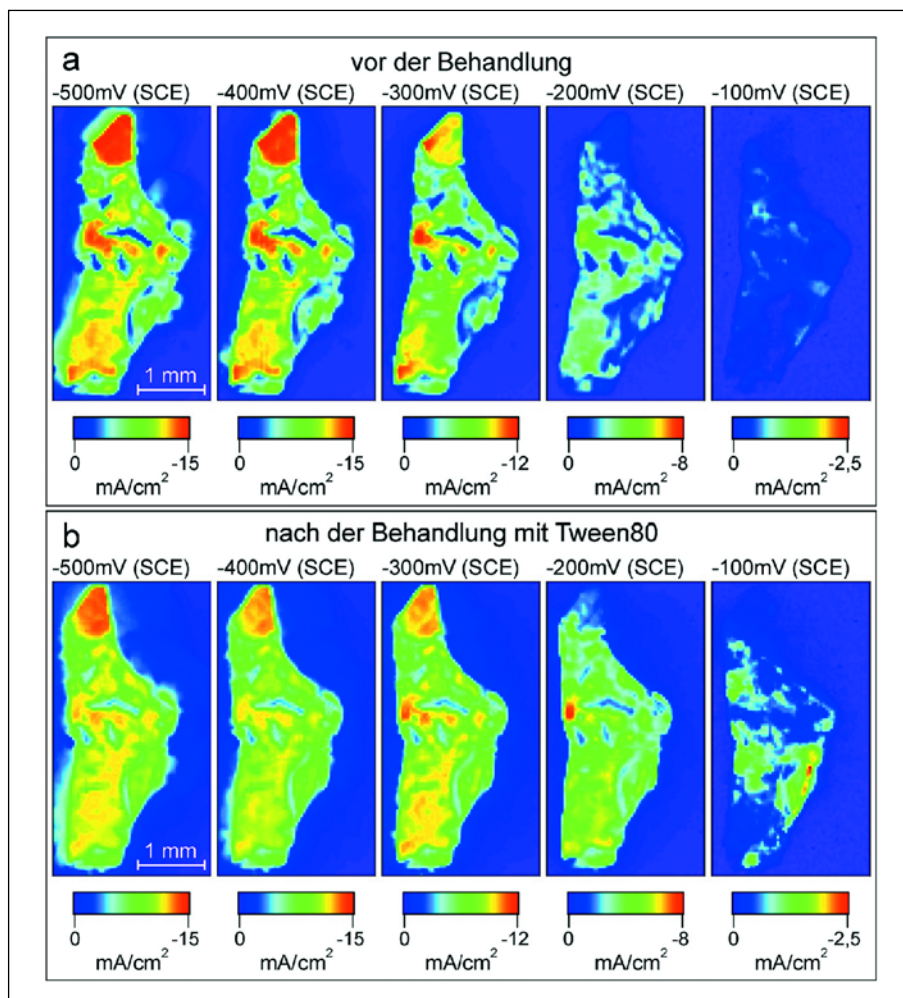 a
vor der Behandlung
-500mV (SCE) -400mV (SCE) -300mV (SCE) -200mV (SCE) -100mV (SCE)
1 mm
0 -15 0 -15 0 -12 0 -8 0 -2,5
mA/cm² mA/cm² mA/cm² mA/cm² mA/cm²
b
nach der Behandlung mit Tween80
-500mV (SCE) -400mV (SCE) -300mV (SCE) -200mV (SCE) -100mV (SCE)
1 mm
0 -15 0 -15 0 -12 0 -8 0 -2,5
mA/cm² mA/cm² mA/cm² mA/cm² mA/cm²